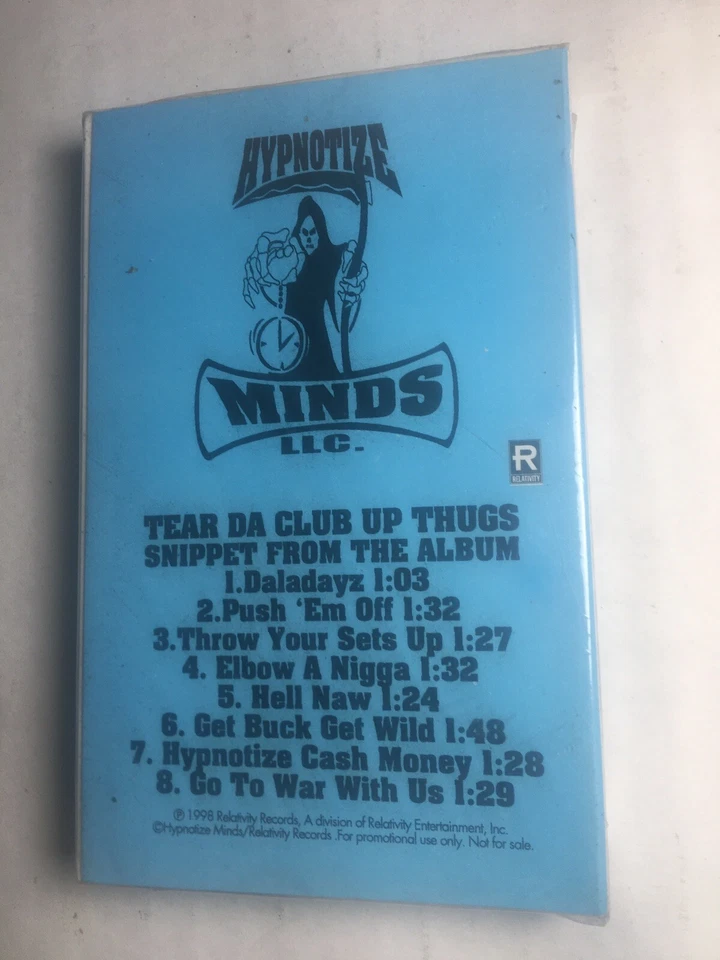 HYPNOTIZE
MINDS
LLC.
R
RELATIVITY
TEAR DA CLUB UP THUGS
SNIPPET FROM THE ALBUM
1.Daladayz 1:03
2.Push ‘Em Off 1:32
3.Throw Your Sets Up 1:27
4. Elbow A Nigga 1:32
5. Hell Naw 1:24
6. Get Buck Get Wild 1:48
7. Hypnotize Cash Money 1:28
8. Go To War With Us 1:29
℗ 1998 Relativity Records, A division of Relativity Entertainment, Inc.
©Hypnotize Minds/Relativity Records .For promotional use only. Not for sale.